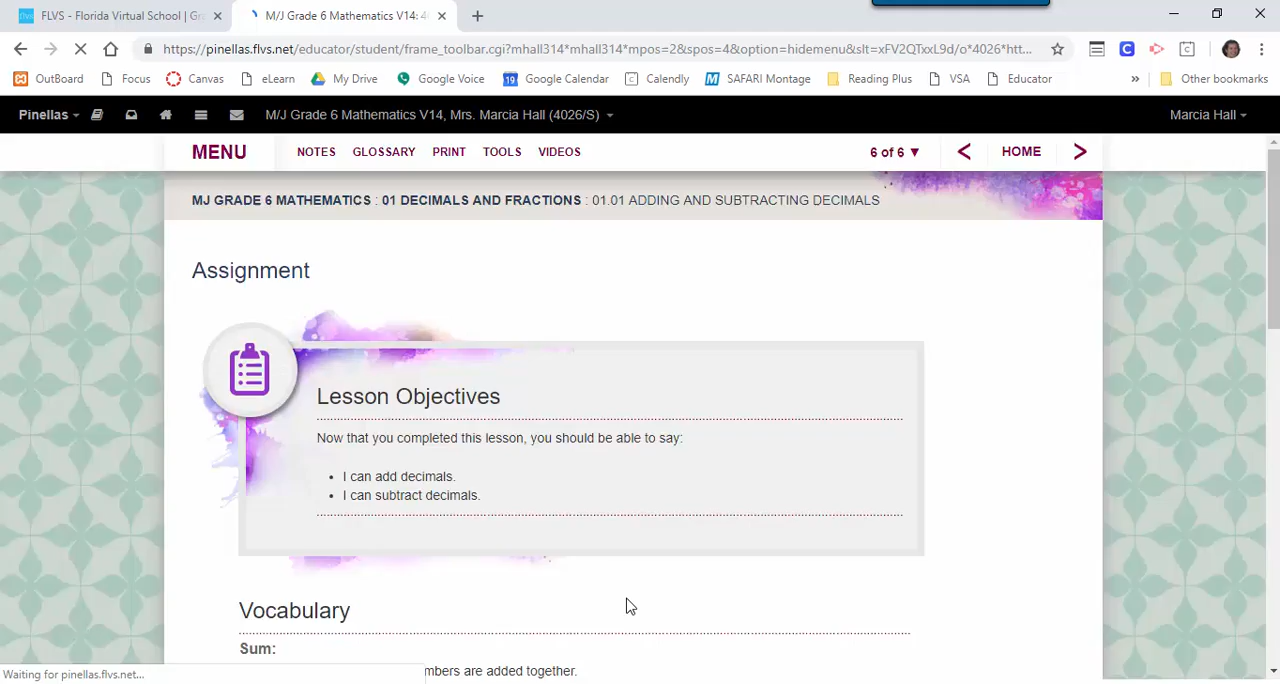 FLVS - Florida Virtual School | Gr
M/J Grade 6 Mathematics V14: 4
https://pinellas.flvs.net/educator/student/frame_toolbar.cgi?mhall314*mhall314*mpos=2&spos=4&option=hidemenu&slt=xFV2QTxxL9d/o*4026*htt...
OutBoard Focus Canvas eLearn My Drive Google Voice Google Calendar Calendly SAFARI Montage Reading Plus VSA Educator » Other bookmarks
Pinellas M/J Grade 6 Mathematics V14, Mrs. Marcia Hall (4026/S) Marcia Hall
MENU NOTES GLOSSARY PRINT TOOLS VIDEOS 6 of 6 ▼ < HOME >
MJ GRADE 6 MATHEMATICS : 01 DECIMALS AND FRACTIONS : 01.01 ADDING AND SUBTRACTING DECIMALS
Assignment
Lesson Objectives
Now that you completed this lesson, you should be able to say:
• I can add decimals.
• I can subtract decimals.
Vocabulary
Sum:
mbers are added together.
Waiting for pinellas.flvs.net...